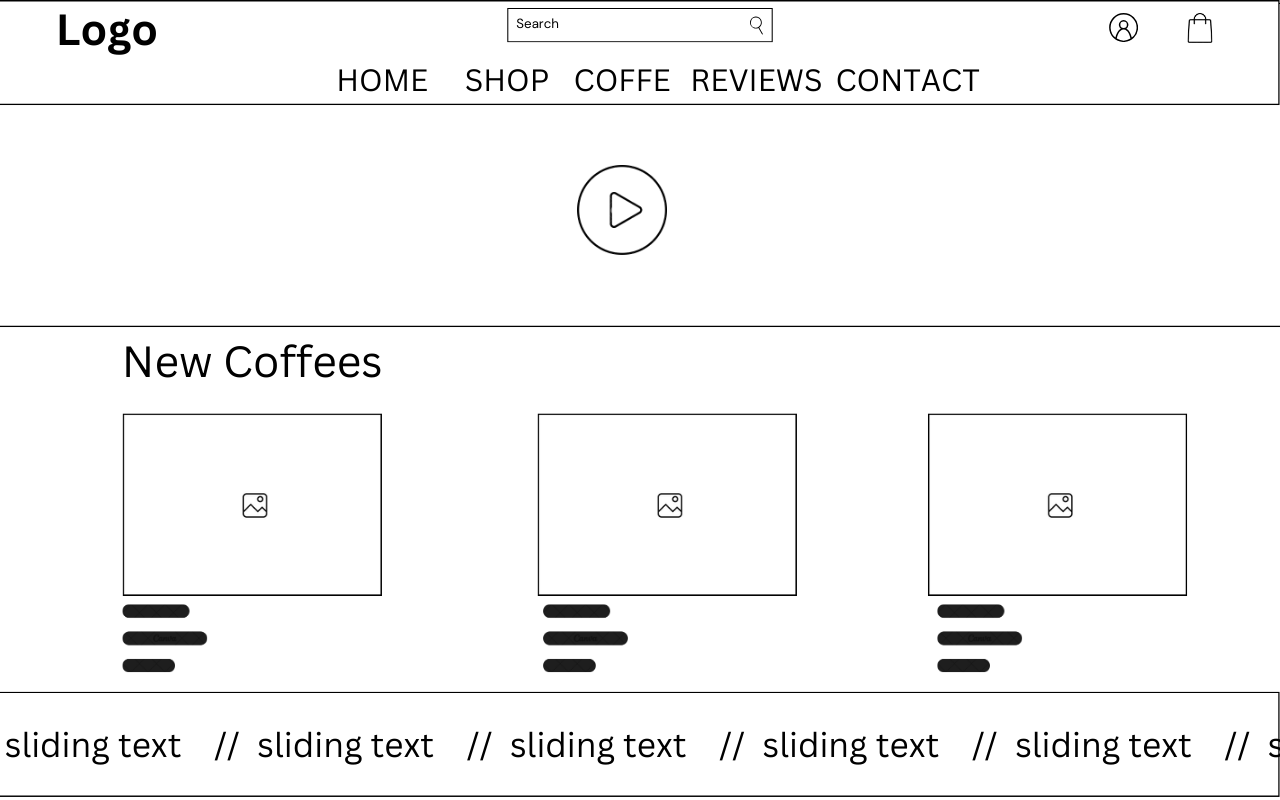 Logo
Search
HOME SHOP COFFE REVIEWS CONTACT
New Coffees
sliding text // sliding text // sliding text // sliding text // sliding text // s